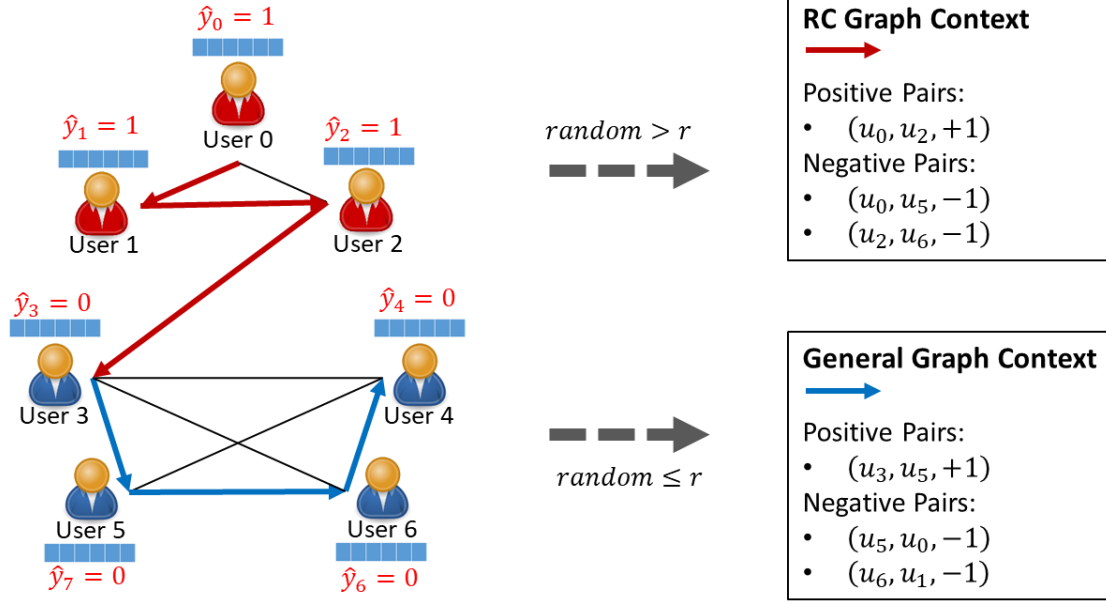 ŷ₀ = 1
User 0
ŷ₁ = 1
User 1
ŷ₂ = 1
User 2
ŷ₃ = 0
User 3
ŷ₄ = 0
User 4
User 5
ŷ₇ = 0
User 6
ŷ₆ = 0
random > r
random ≤ r
RC Graph Context
Positive Pairs:
• (u₀, u₂, +1)
Negative Pairs:
• (u₀, u₅, −1)
• (u₂, u₆, −1)
General Graph Context
Positive Pairs:
• (u₃, u₅, +1)
Negative Pairs:
• (u₅, u₀, −1)
• (u₆, u₁, −1)